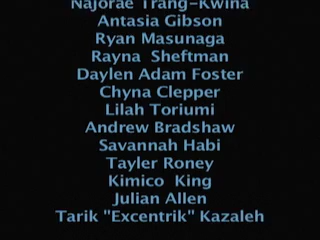 Najorae Trang-Kwina
Antasia Gibson
Ryan Masunaga
Rayna Sheftman
Daylen Adam Foster
Chyna Clepper
Lilah Toriumi
Andrew Bradshaw
Savannah Habi
Tayler Roney
Kimico King
Julian Allen
Tarik "Excentrik" Kazaleh